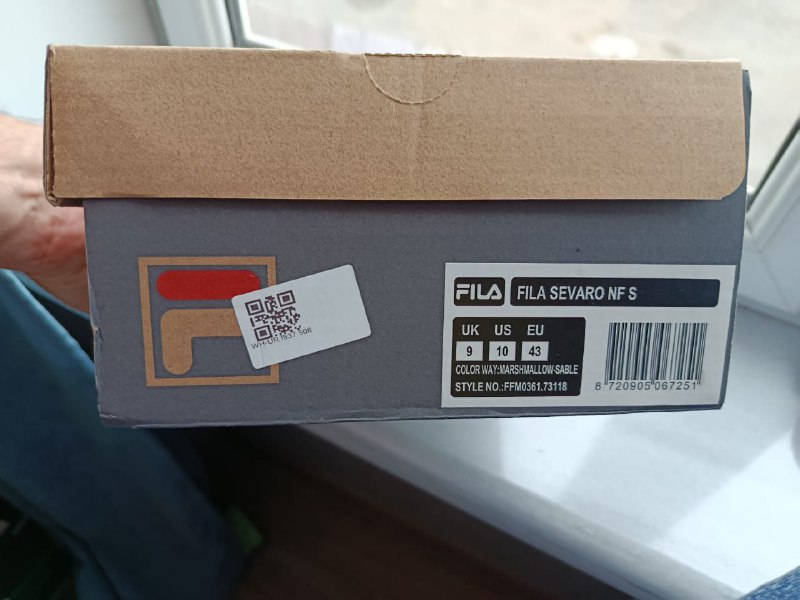 FILA
FILA SEVARO NF S
UK US EU
9 10 43
COLOR WAY:MARSHMALLOW-SABLE
STYLE NO.:FFM0361.73118
8 720905 067251